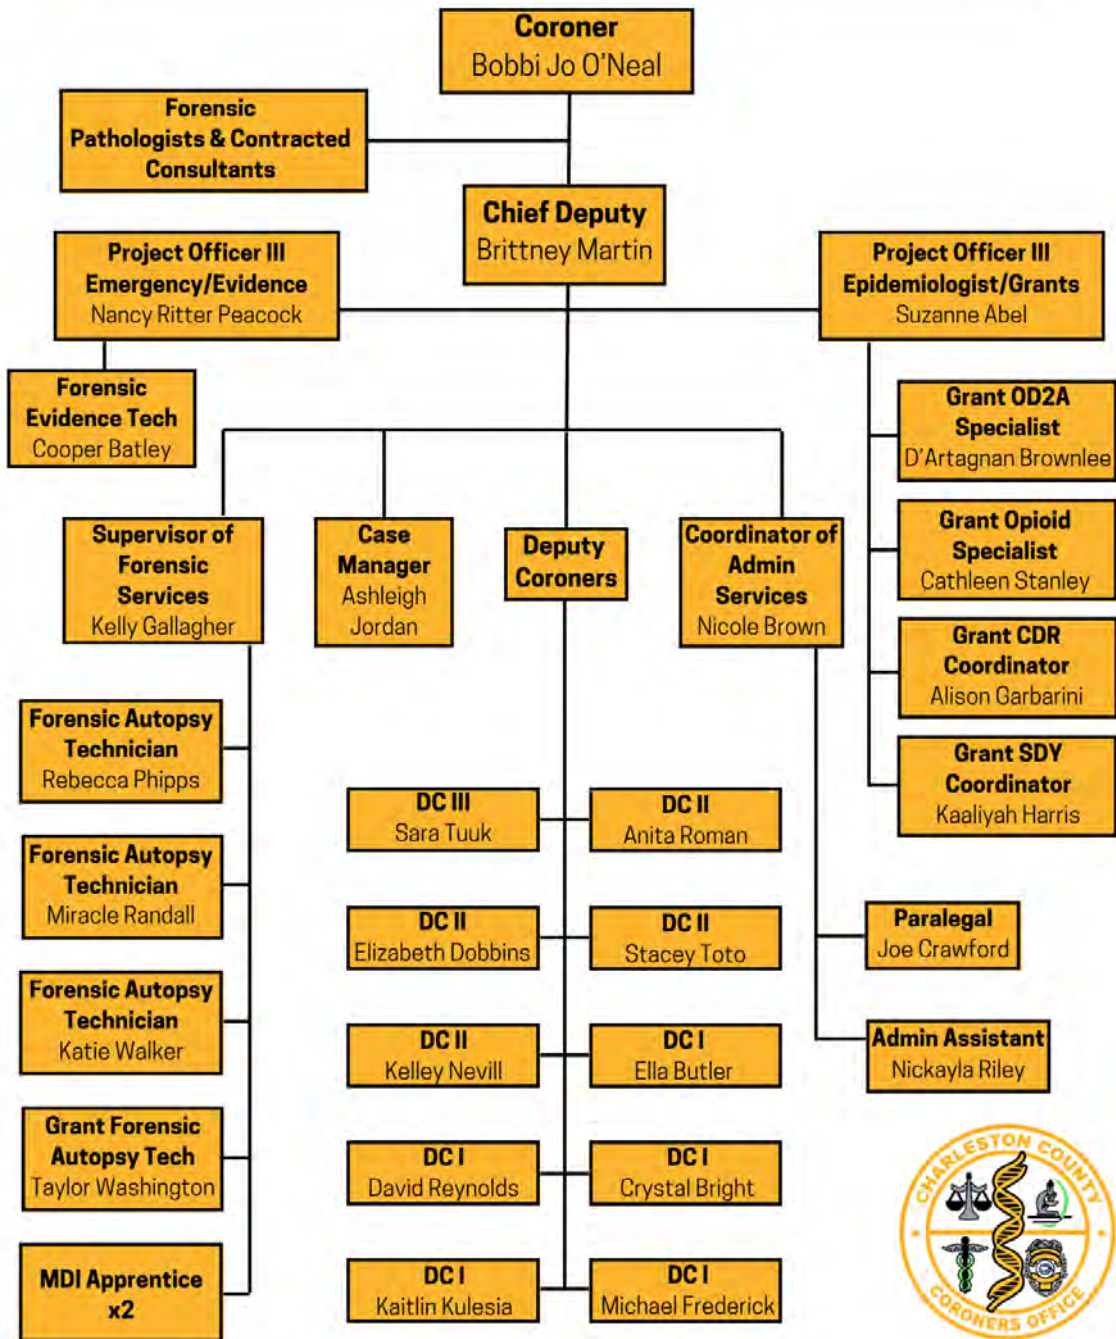 Coroner
Bobbi Jo O'Neal
Forensic
Pathologists & Contracted
Consultants
Chief Deputy
Brittney Martin
Project Officer III
Emergency/Evidence
Nancy Ritter Peacock
Project Officer III
Epidemiologist/Grants
Suzanne Abel
Forensic
Evidence Tech
Cooper Batley
Grant OD2A
Specialist
D'Artagnan Brownlee
Grant Opioid
Specialist
Cathleen Stanley
Grant CDR
Coordinator
Alison Garbarini
Grant SDY
Coordinator
Kaaliyah Harris
Supervisor of
Forensic
Services
Kelly Gallagher
Case
Manager
Ashleigh
Jordan
Deputy
Coroners
Coordinator of
Admin
Services
Nicole Brown
Forensic Autopsy
Technician
Rebecca Phipps
Forensic Autopsy
Technician
Miracle Randall
Forensic Autopsy
Technician
Katie Walker
Grant Forensic
Autopsy Tech
Taylor Washington
MDI Apprentice
x2
DC III
Sara Tuuk
DC II
Anita Roman
DC II
Elizabeth Dobbins
DC II
Stacey Toto
DC II
Kelley Nevill
DC I
Ella Butler
DC I
David Reynolds
DC I
Crystal Bright
DC I
Kaitlin Kulesia
DC I
Michael Frederick
Paralegal
Joe Crawford
Admin Assistant
Nickayla Riley
CHARLESTON COUNTY
CORONERS OFFICE